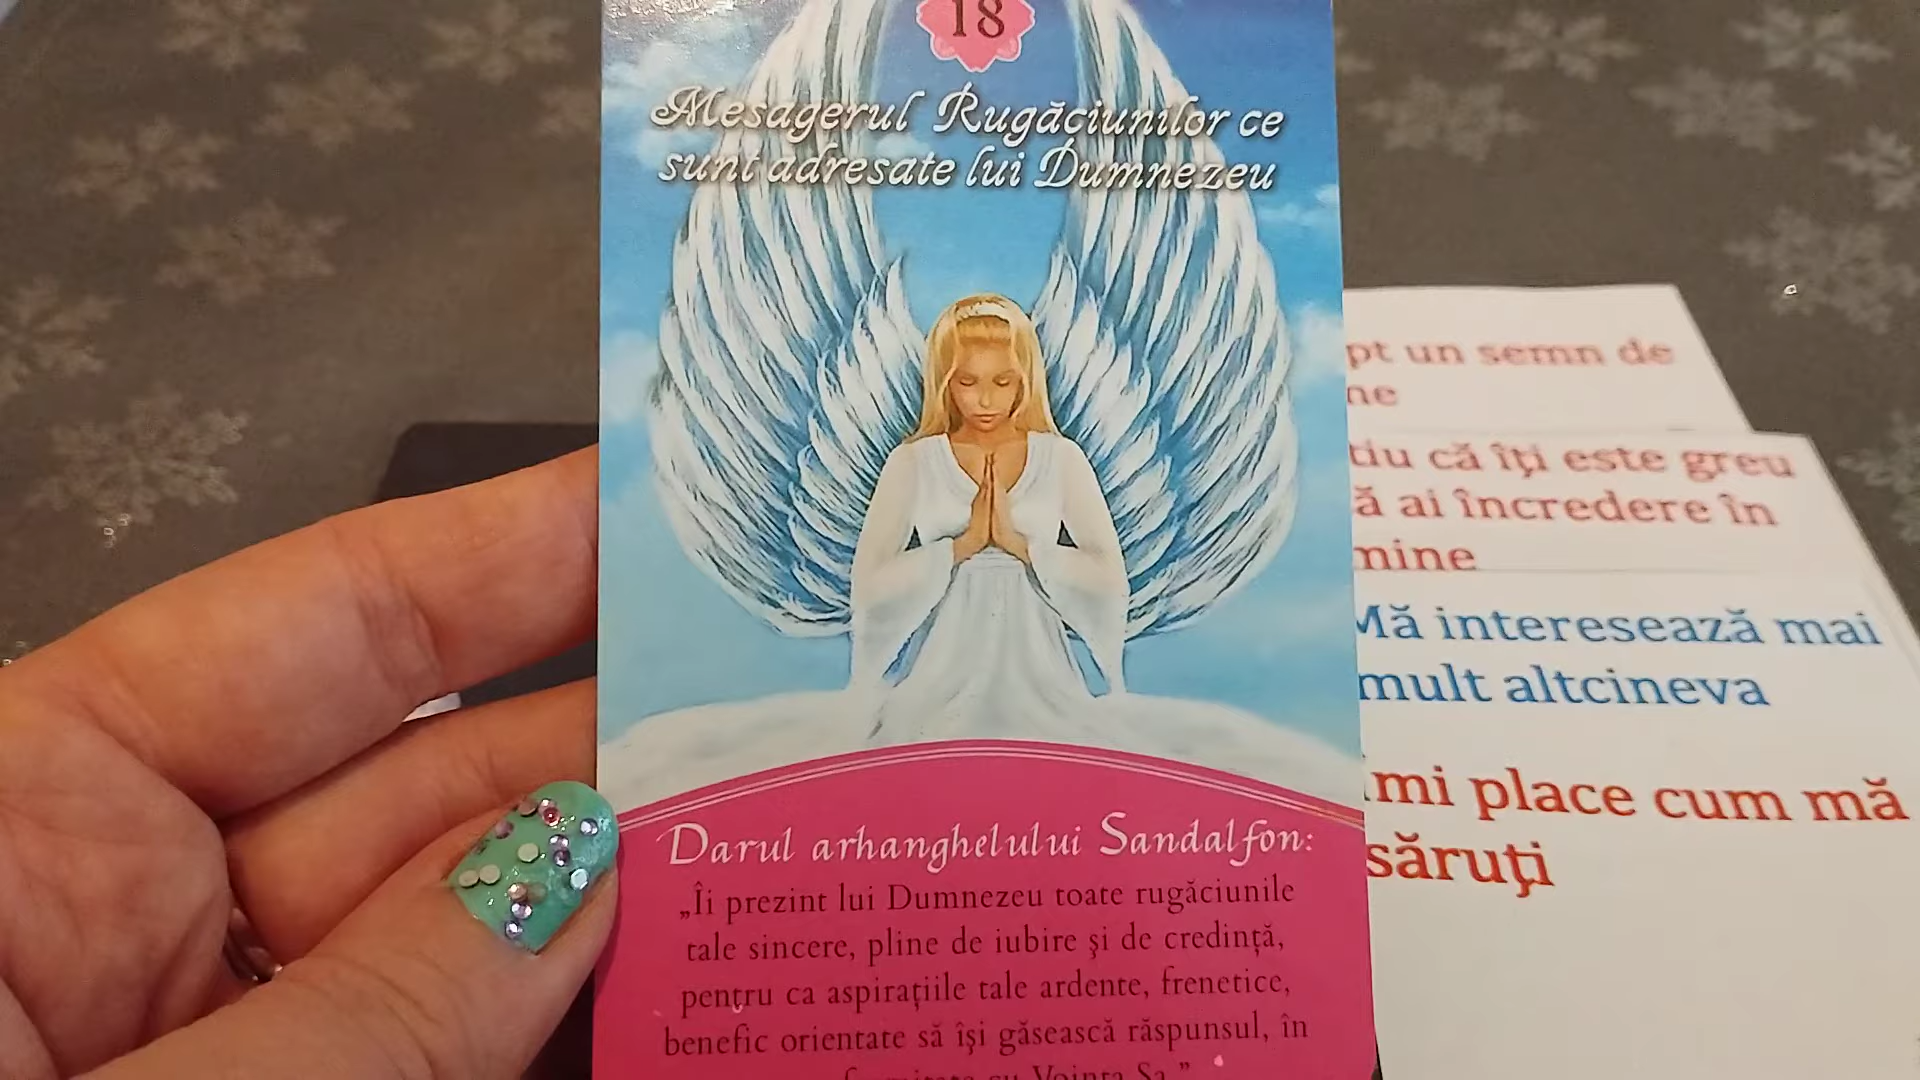 18
Mesagerul Rugăciunilor ce
sunt adresate lui Dumnezeu
Darul arhanghelului Sandalfon:
„Îi prezint lui Dumnezeu toate rugăciunile
tale sincere, pline de iubire şi de credinţă,
pentru ca aspiraţiile tale ardente, frenetice,
benefic orientate să îşi găsească răspunsul, în
cu Voinţa Sa.”
pt un semn de
ne
tiu că îţi este greu
ă ai încredere în
mine
Mă interesează mai
mult altcineva
mi place cum mă
săruţi